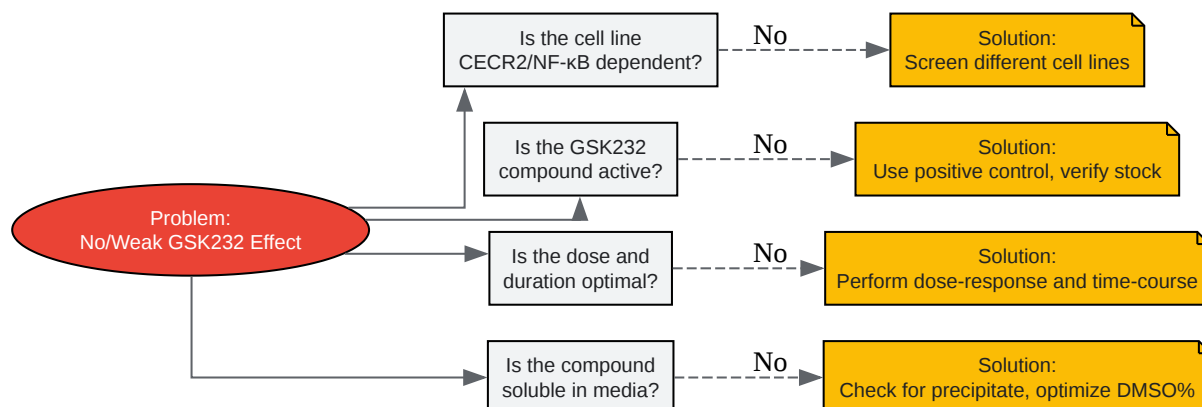 Is the cell line
CECR2/NF-κB dependent?
No
Solution:
Screen different cell lines
Is the GSK232
compound active?
No
Solution:
Use positive control, verify stock
Problem:
No/Weak GSK232 Effect
Is the dose and
duration optimal?
No
Solution:
Perform dose-response and time-course
Is the compound
soluble in media?
No
Solution:
Check for precipitate, optimize DMSO%